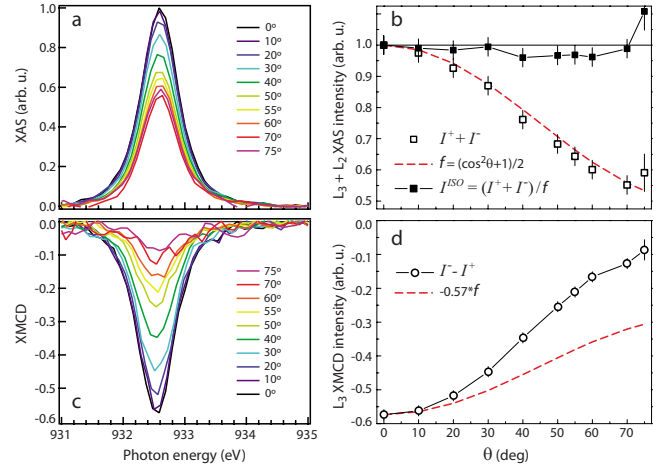 a
XAS (arb. u.)
1.0
0.8
0.6
0.4
0.2
0.0
0º
10º
20º
30º
40º
50º
55º
60º
70º
75º
b
L₃ + L₂ XAS intensity (arb. u.)
1.1
1.0
0.9
0.8
0.7
0.6
0.5
I⁺ + I⁻
f = (cos²θ+1)/2
Iᴵˢᴼ = (I⁺ + I⁻)/f
c
XMCD
0.0
-0.1
-0.2
-0.3
-0.4
-0.5
-0.6
75º
70º
60º
55º
50º
40º
30º
20º
10º
0º
931
932
933
934
935
Photon energy (eV)
d
L₃ XMCD intensity (arb. u.)
0.0
-0.1
-0.2
-0.3
-0.4
-0.5
-0.6
I⁻ - I⁺
-0.57*f
0
10
20
30
40
50
60
70
θ (deg)